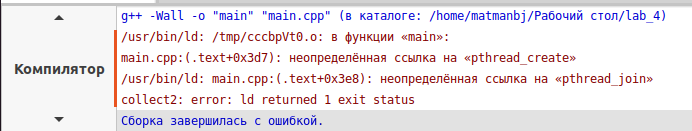 g++ -Wall -o "main" "main.cpp" (в каталоге: /home/matmanbj/Рабочий стол/lab_4)
/usr/bin/ld: /tmp/cccbpVt0.o: в функции «main»:
Компилятор
main.cpp:(.text+0x3d7): неопределённая ссылка на «pthread_create»
/usr/bin/ld: main.cpp:(.text+0x3e8): неопределённая ссылка на «pthread_join»
collect2: error: ld returned 1 exit status
Сборка завершилась с ошибкой.